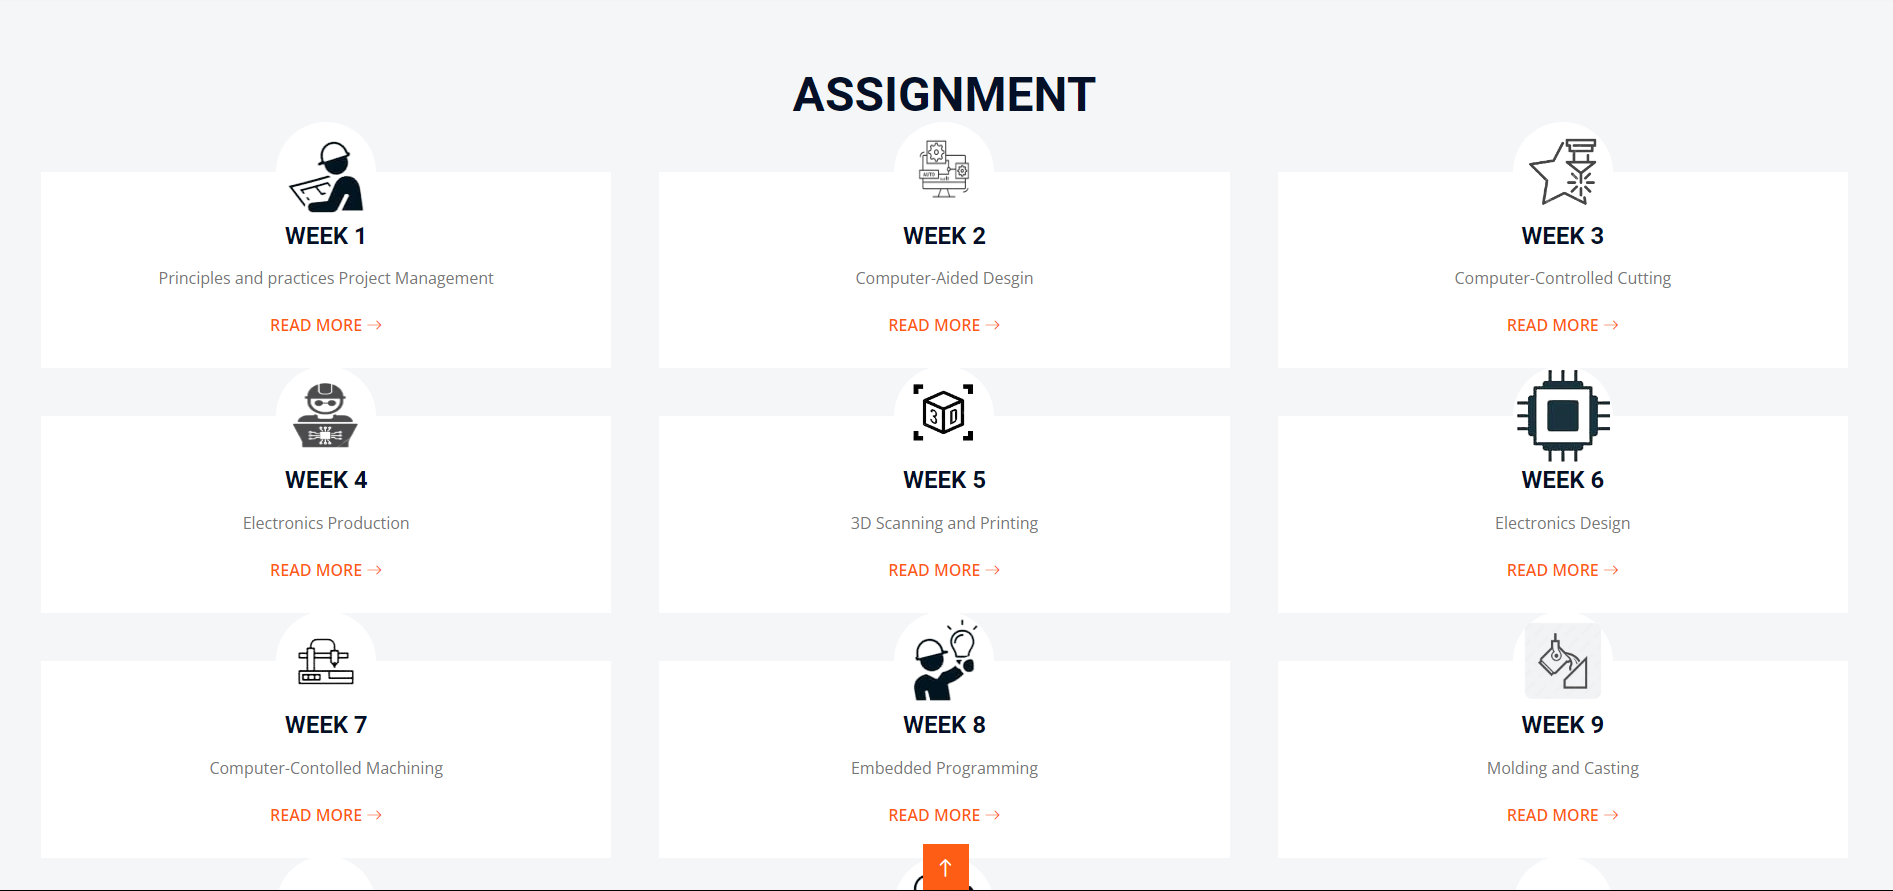 ASSIGNMENT
WEEK 1
Principles and practices Project Management
READ MORE →
AUTO
WEEK 2
Computer-Aided Desgin
READ MORE →
WEEK 3
Computer-Controlled Cutting
READ MORE →
WEEK 4
Electronics Production
READ MORE →
3D
WEEK 5
3D Scanning and Printing
READ MORE →
WEEK 6
Electronics Design
READ MORE →
WEEK 7
Computer-Contolled Machining
READ MORE →
WEEK 8
Embedded Programming
READ MORE →
WEEK 9
Molding and Casting
READ MORE →